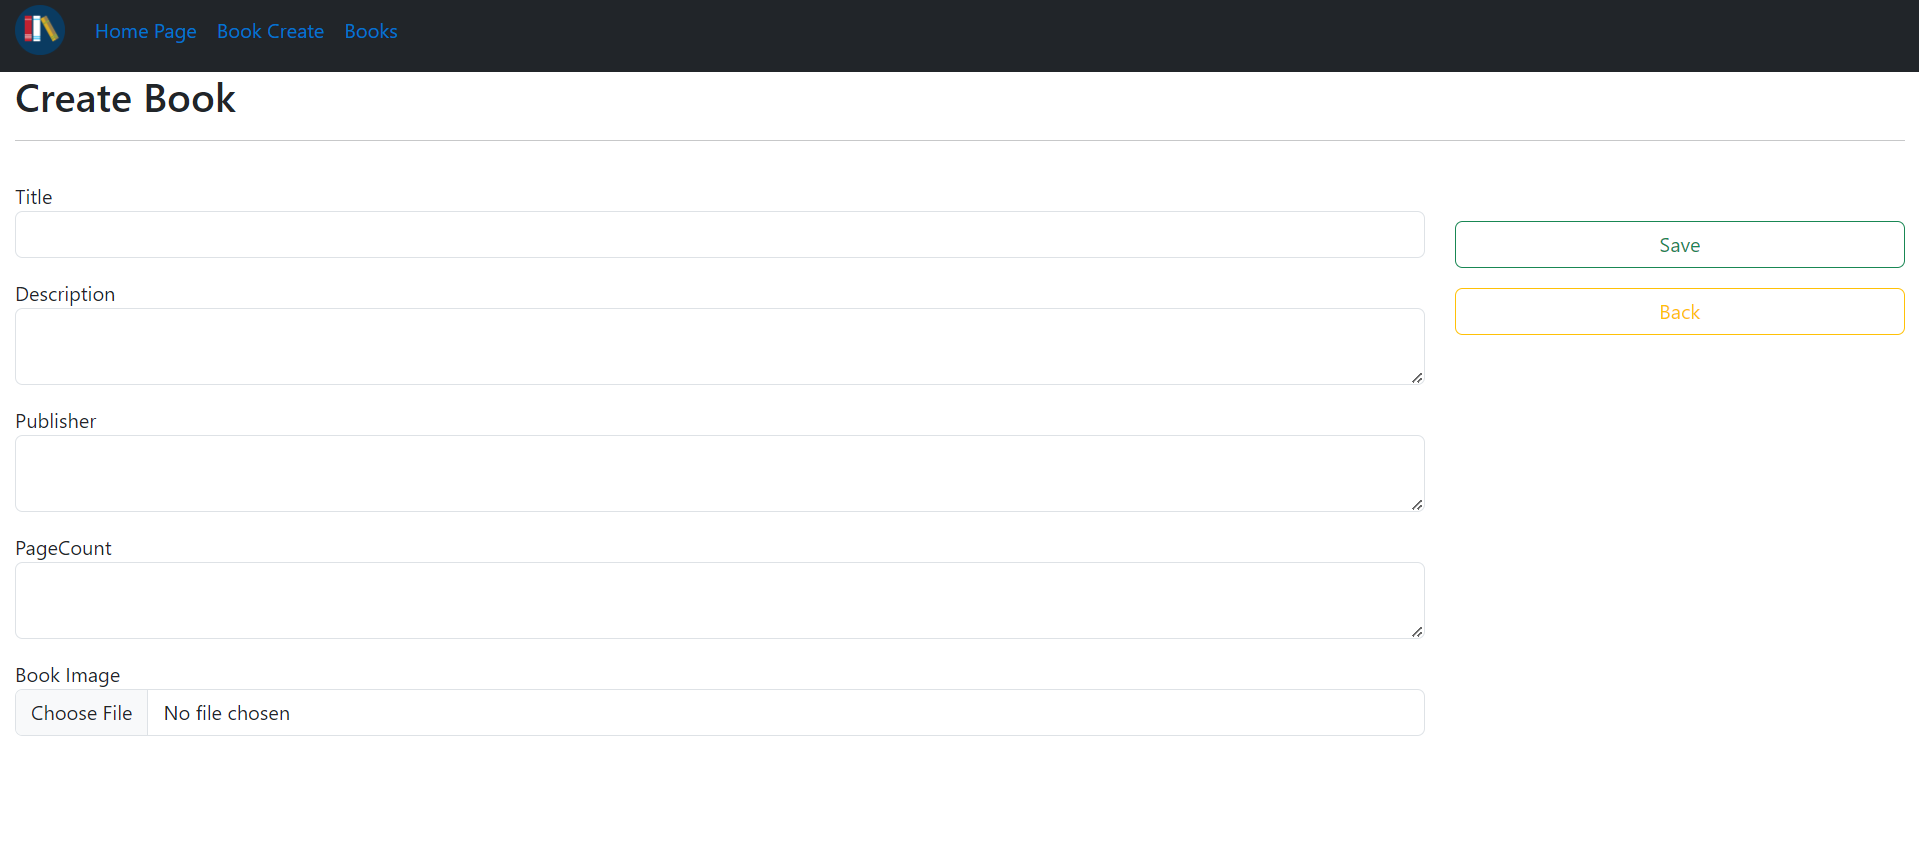 Home Page Book Create Books
Create Book
Title
Save
Description
Back
Publisher
PageCount
Book Image
Choose File No file chosen